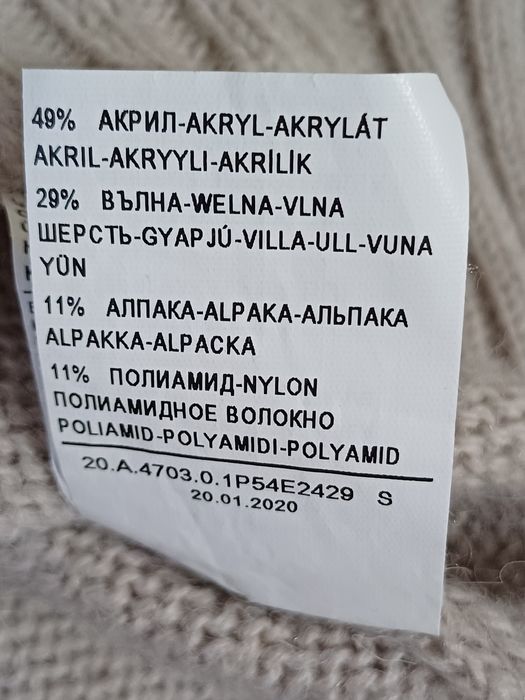 49% АКРИЛ-AKRYL-AKRYLÁT
AKRIL-AKRYYLI-AKRİLİK
29% ВЪЛНА-WELNA-VLNA
ШЕРСТЬ-GYAPJÚ-VILLA-ULL-VUNA
YÜN
11% АЛПАКА-ALPAKA-АЛЬПАКА
ALPAKKA-ALPACKA
11% ПОЛИАМИД-NYLON
ПОЛИАМИДНОЕ ВОЛОКНО
POLIAMID-POLYAMIDI-POLYAMID
20.A.4703.0.1P54E2429 S
20.01.2020